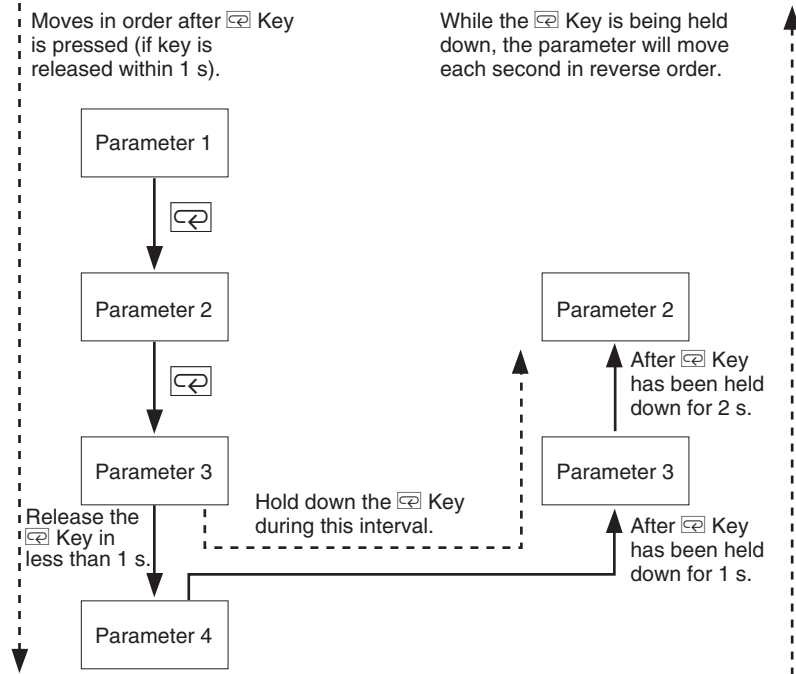 Moves in order after Key
is pressed (if key is
released within 1 s).
While the Key is being held
down, the parameter will move
each second in reverse order.
Parameter 1
Parameter 2
Parameter 3
Release the
Key in
less than 1 s.
Parameter 4
Hold down the Key
during this interval.
Parameter 2
After Key
has been held
down for 2 s.
Parameter 3
After Key
has been held
down for 1 s.